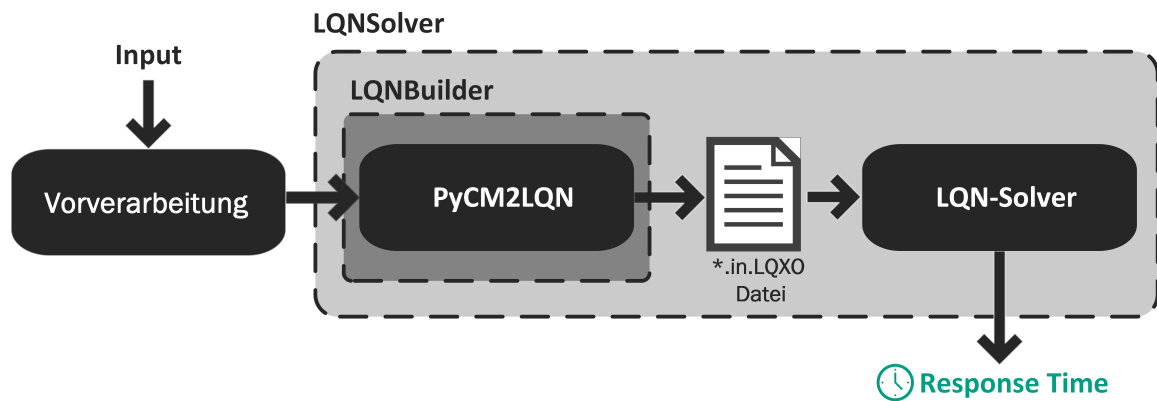 LQNSolver
Input
LQNBuilder
Vorverarbeitung
PyCM2LQN
LQN-Solver
*.in.LQXO
Datei
Response Time